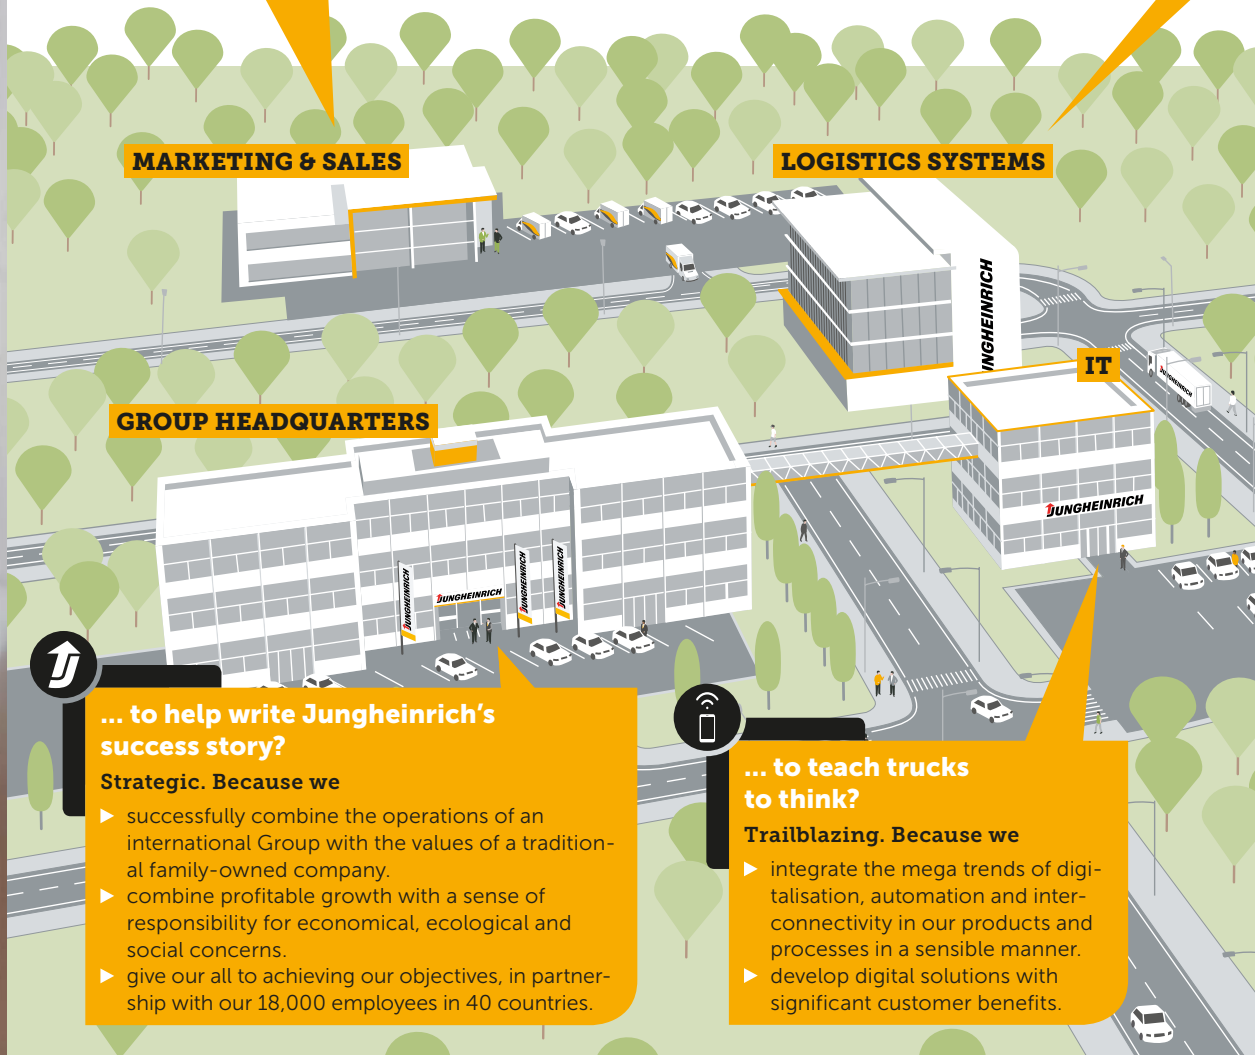 MARKETING & SALES
LOGISTICS SYSTEMS
INGHEINRICH
IT
JUNGHEINRICH
GROUP HEADQUARTERS
JUNGHEINRICH
JUNGHEINRICH
JUNGHEINRICH
JUNGHEINRICH
JUNGHEINRICH
... to help write Jungheinrich's
success story?
Strategic. Because we
successfully combine the operations of an
international Group with the values of a tradition-
al family-owned company.
combine profitable growth with a sense of
responsibility for economical, ecological and
social concerns.
give our all to achieving our objectives, in partner-
ship with our 18,000 employees in 40 countries.
... to teach trucks
to think?
Trailblazing. Because we
integrate the mega trends of digi-
talisation, automation and inter-
connectivity in our products and
processes in a sensible manner.
develop digital solutions with
significant customer benefits.